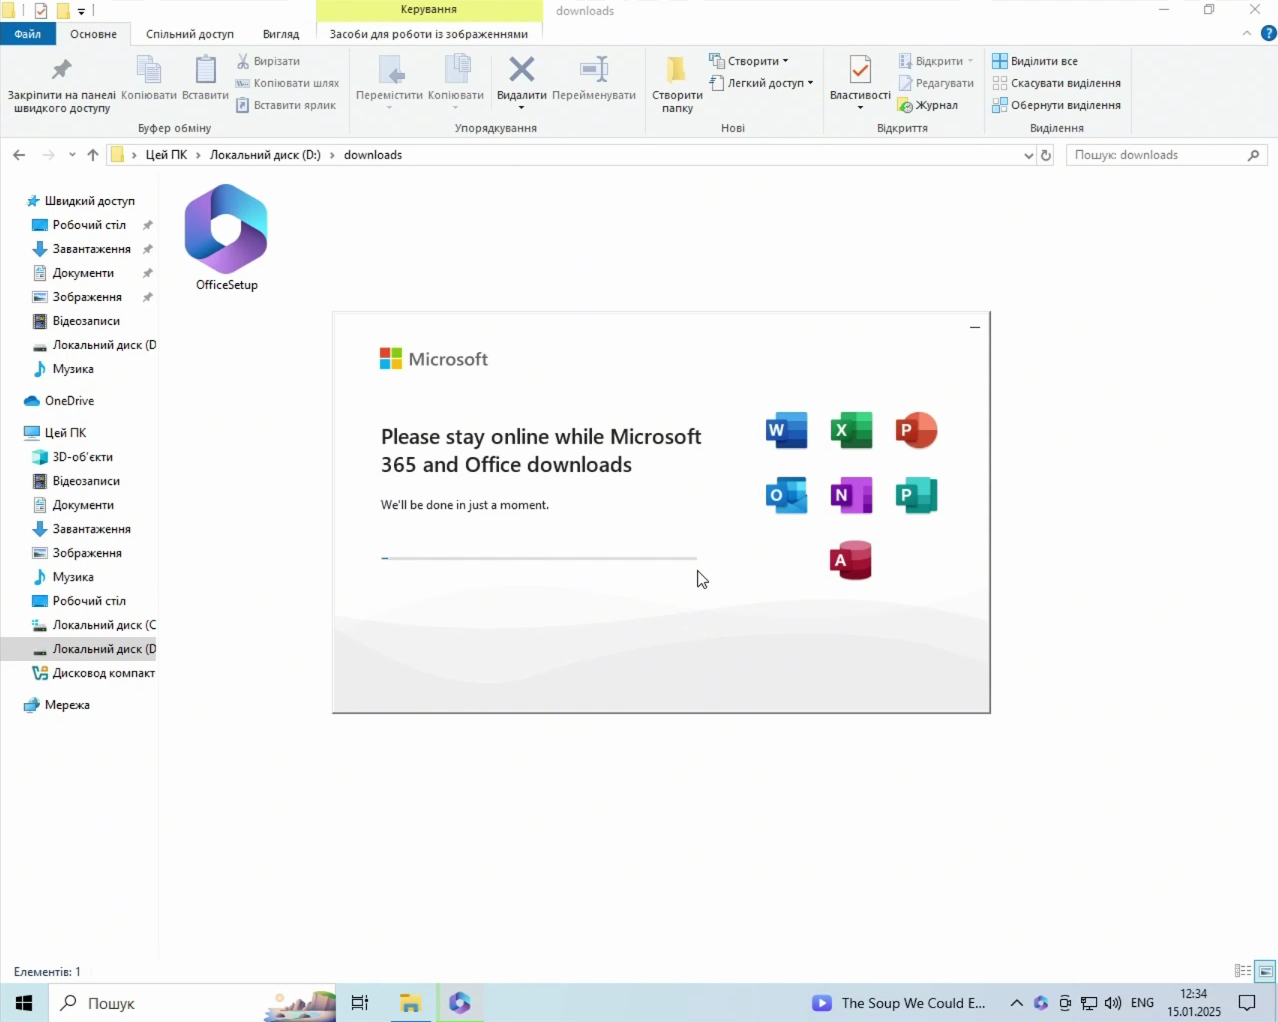 Керування
downloads
Файл
Основне
Спільний доступ
Вигляд
Засоби для роботи із зображеннями
Закріпити на панелі швидкого доступу
Копіювати
Вставити
Вирізати
Копіювати шлях
Вставити ярлик
Буфер обміну
Перемістити
Копіювати
Видалити
Перейменувати
Упорядкування
Створити папку
Створити
Легкий доступ
Нові
Властивості
Відкрити
Редагувати
Журнал
Відкриття
Виділити все
Скасувати виділення
Обернути виділення
Виділення
Цей ПК
Локальний диск (D:)
downloads
Пошук: downloads
Швидкий доступ
Робочий стіл
Завантаження
Документи
Зображення
Відеозаписи
Локальний диск (D
Музика
OneDrive
Цей ПК
3D-об'єкти
Відеозаписи
Документи
Завантаження
Зображення
Музика
Робочий стіл
Локальний диск (C
Локальний диск (D
Дисковод компакт
Мережа
OfficeSetup
Microsoft
Please stay online while Microsoft
365 and Office downloads
We'll be done in just a moment.
W
X
P
O
N
P
A
Елементів: 1
Пошук
The Soup We Could E...
ENG
12:34
15.01.2025